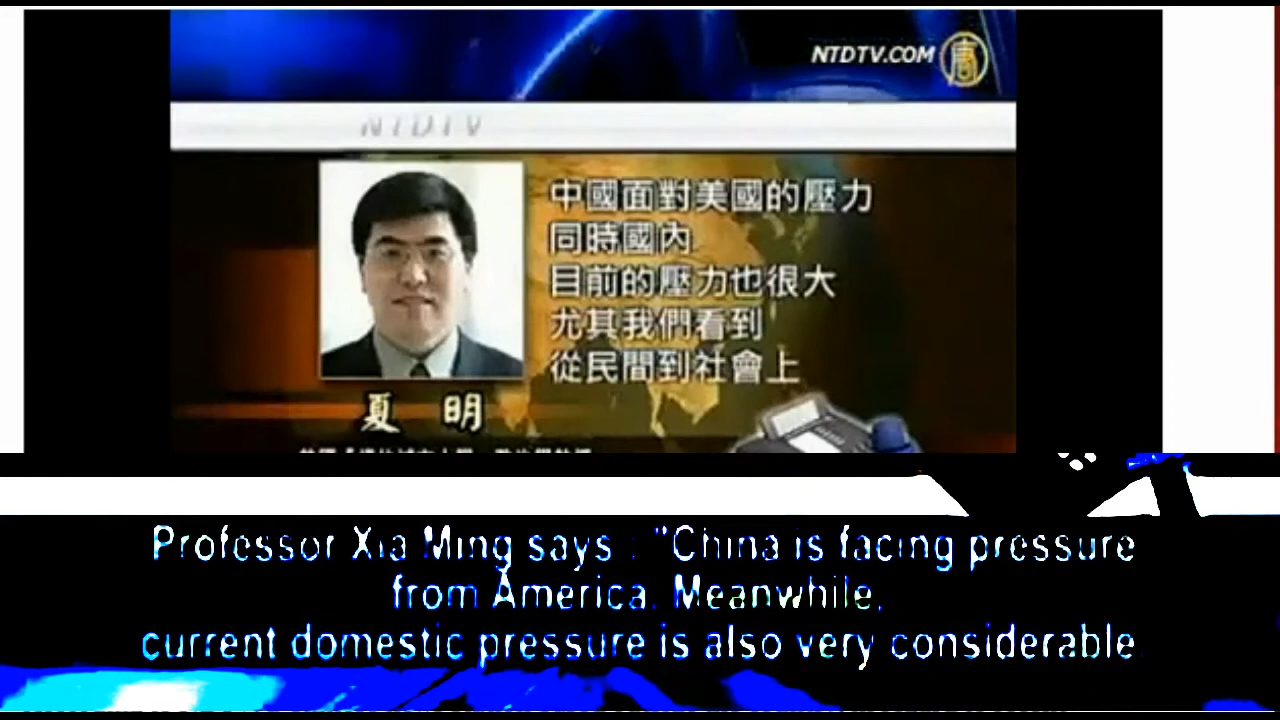 NTDTV.COM
NTDTV
中國面對美國的壓力
同時國內
目前的壓力也很大
尤其我們看到
從民間到社會上
夏 明
Professor Xia Ming says : "China is facing pressure
from America. Meanwhile,
current domestic pressure is also very considerable